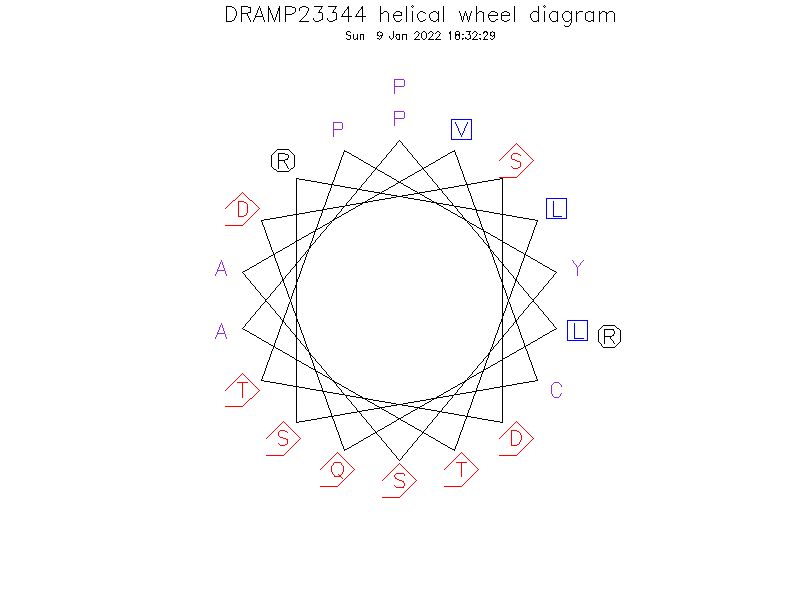 DRAMP23344 helical wheel diagram
Sun 9 Jan 2022 18:32:29
P
P
P V
R S
D L
A Y
A L R
T C
S D
Q S T